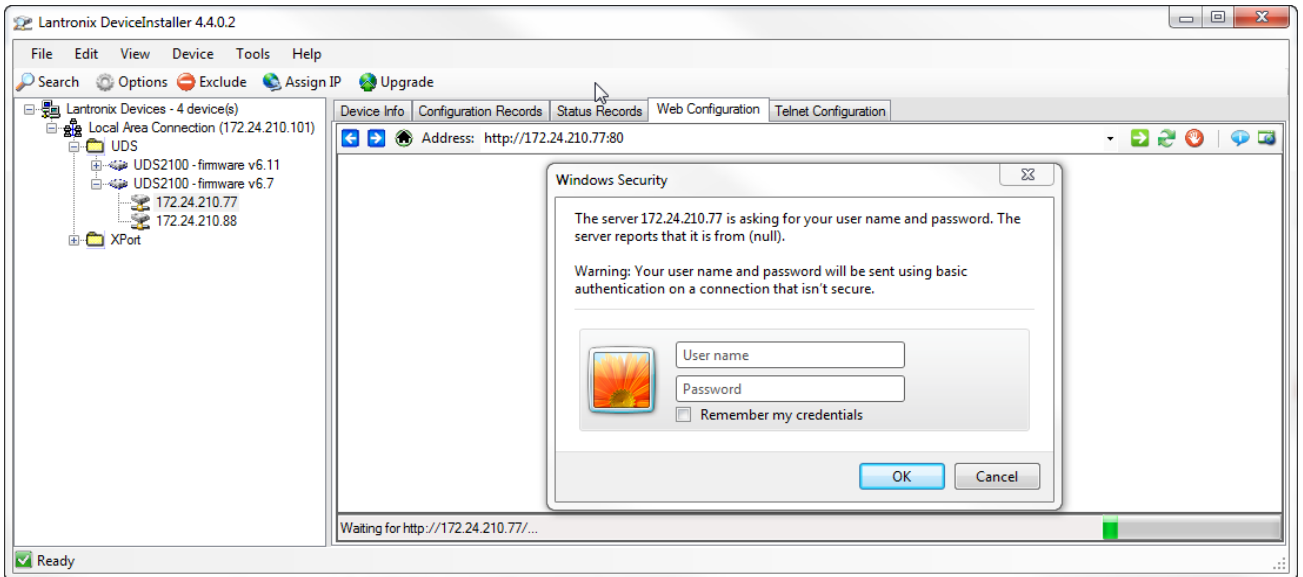 Lantronix DeviceInstaller 4.4.0.2
File Edit View Device Tools Help
Search Options Exclude Assign IP Upgrade
Lantronix Devices - 4 device(s)
Local Area Connection (172.24.210.101)
UDS
UDS2100 - firmware v6.11
UDS2100 - firmware v6.7
172.24.210.77
172.24.210.88
XPort
Device Info Configuration Records Status Records Web Configuration Telnet Configuration
Address: http://172.24.210.77:80
Windows Security
The server 172.24.210.77 is asking for your user name and password. The
server reports that it is from (null).
Warning: Your user name and password will be sent using basic
authentication on a connection that isn't secure.
User name
Password
Remember my credentials
OK Cancel
Waiting for http://172.24.210.77/...
Ready